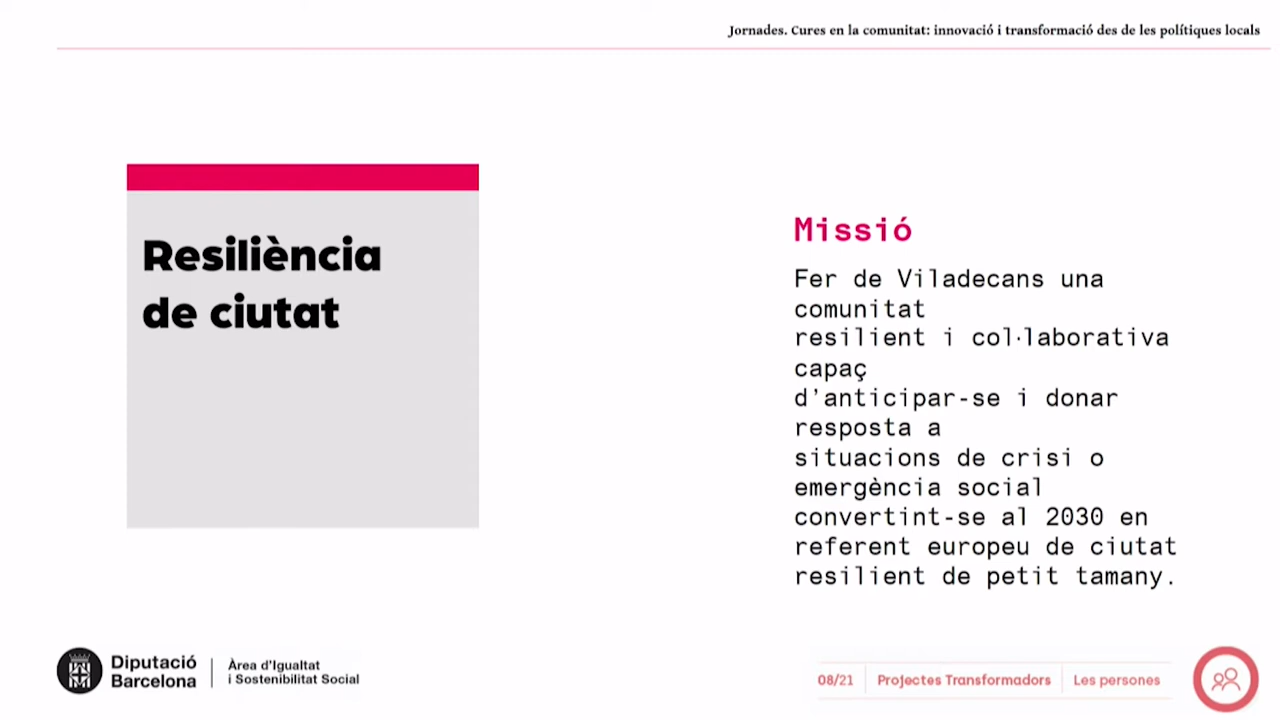 Jornades. Cures en la comunitat: innovació i transformació des de les polítiques locals
Resiliència
de ciutat
Missió
Fer de Viladecans una
comunitat
resilient i col·laborativa
capaç
d’anticipar-se i donar
resposta a
situacions de crisi o
emergència social
convertint-se al 2030 en
referent europeu de ciutat
resilient de petit tamany.
Diputació
Barcelona
Àrea d’Igualtat
i Sostenibilitat Social
08/21 Projectes Transformadors Les persones